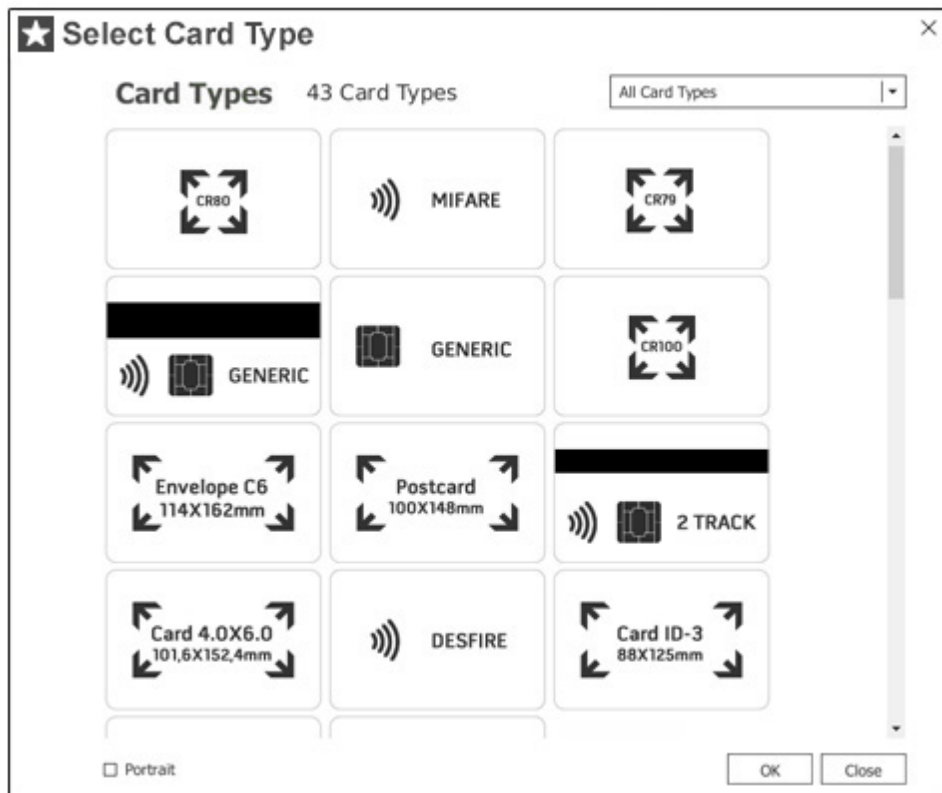 Select Card Type
Card Types 43 Card Types All Card Types
CR80
MIFARE
CR79
GENERIC
GENERIC
CR100
Envelope C6
114X162mm
Postcard
100X148mm
2 TRACK
Card 4.0X6.0
101,6X152,4mm
DESFIRE
Card ID-3
88X125mm
Portrait
OK
Close